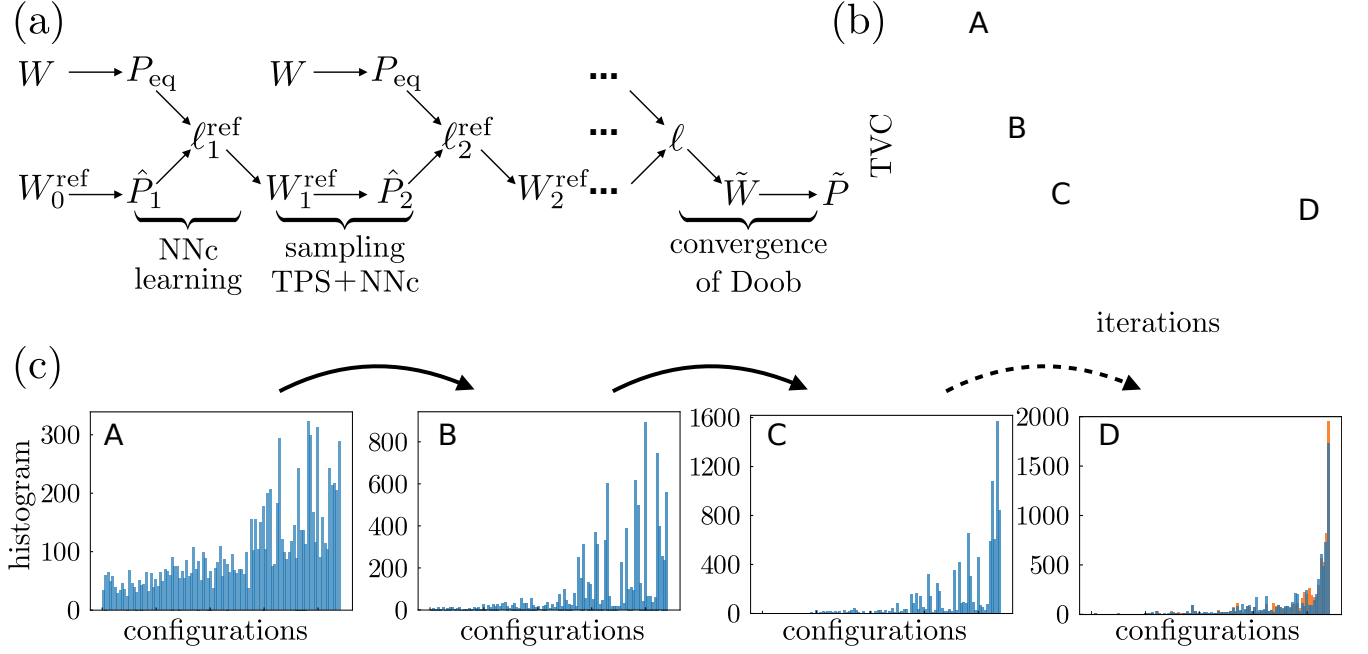 (a)
W → P_eq W → P_eq ...
ℓ_1^ref ℓ_2^ref ... ℓ
W_0^ref → P̂_1 W_1^ref → P̂_2 W_2^ref ... W̃ → P̃
NNc
learning
sampling
TPS+NNc
convergence
of Doob
(b)
A
B
C
D
TVC
iterations
(c)
histogram
A
300
200
100
0
configurations
B
800
600
400
200
0
configurations
C
1600
1200
800
400
0
configurations
D
2000
1500
1000
500
0
configurations